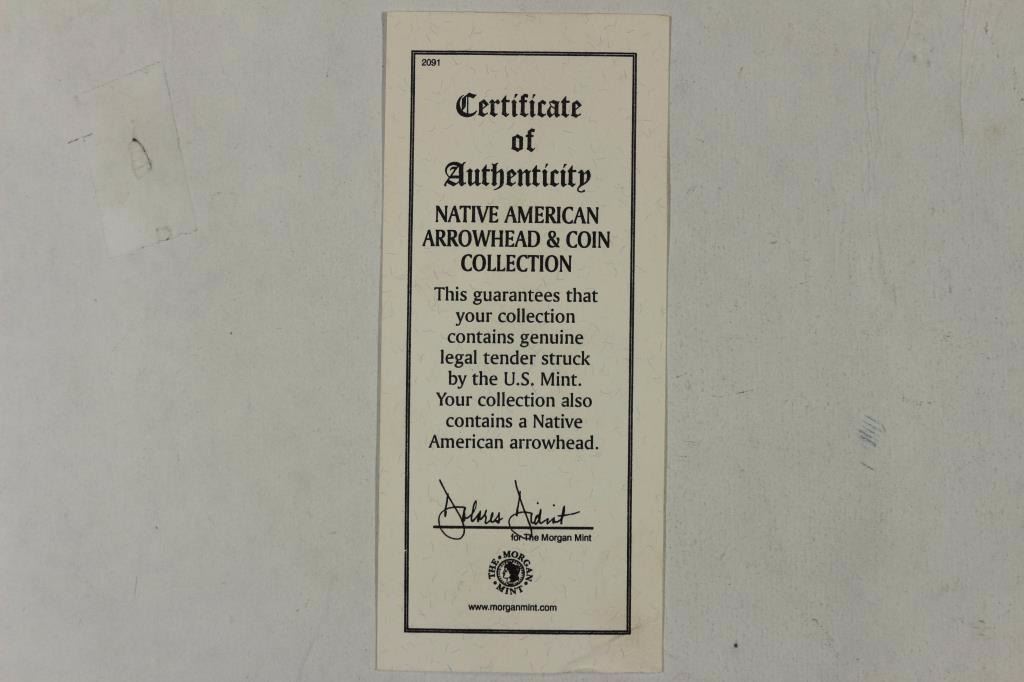 2091
Certificate
of
Authenticity
NATIVE AMERICAN
ARROWHEAD & COIN
COLLECTION
This guarantees that
your collection
contains genuine
legal tender struck
by the U.S. Mint.
Your collection also
contains a Native
American arrowhead.
Dolores
for The Morgan Mint
THE • MORGAN • MINT •
www.morganmint.com